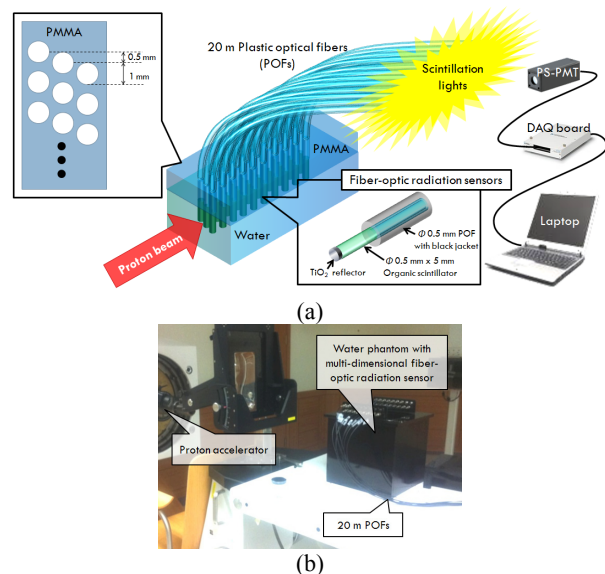 PMMA
0.5 mm
1 mm
(a)
20 m Plastic optical fibers
(POFs)
Scintillation
lights
PS-PMT
DAQ board
Laptop
PMMA
Fiber-optic radiation sensors
Water
Proton beam
Φ 0.5 mm POF
with black jacket
TiO2 reflector
Φ 0.5 mm x 5 mm
Organic scintillator
(a)
Water phantom with
multi-dimensional fiber-
optic radiation sensor
Proton accelerator
20 m POFs
(b)